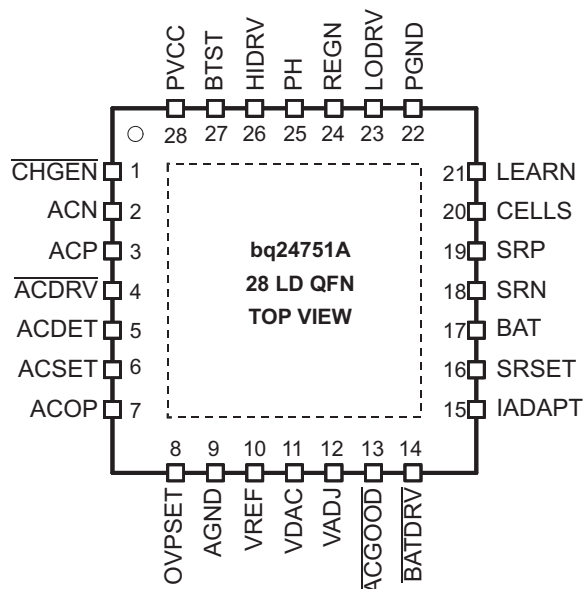 PVCC
BTST
HIDRV
PH
REGN
LODRV
PGND
28 27 26 25 24 23 22
CHGEN 1
ACN 2
ACP 3
ACDRV 4
ACDET 5
ACSET 6
ACOP 7
bq24751A
28 LD QFN
TOP VIEW
21 LEARN
20 CELLS
19 SRP
18 SRN
17 BAT
16 SRSET
15 IADAPT
8 9 10 11 12 13 14
OVPSET
AGND
VREF
VDAC
VADJ
ACGOOD
BATDRV